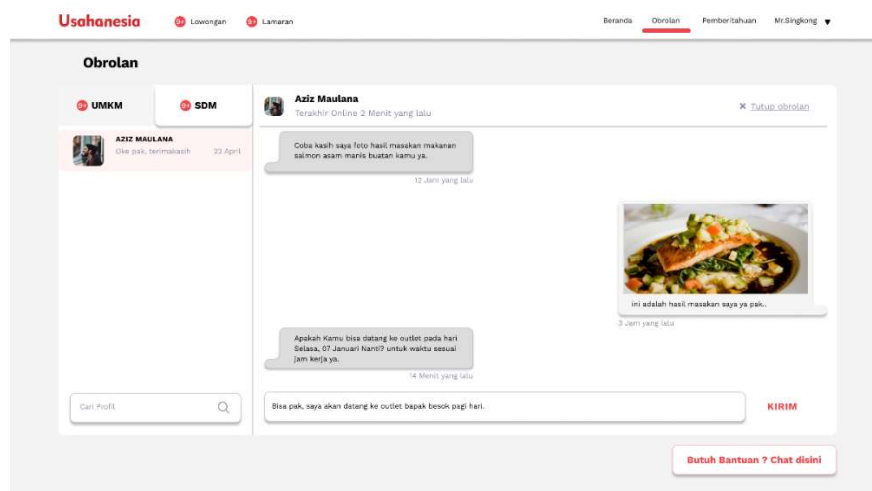 Usahanesia
9+ Lowongan
9+ Lamaran
Beranda
Obrolan
Pemberitahuan
Mr.Singkong
Obrolan
9+ UMKM
9+ SDM
AZIZ MAULANA
Oke pak, terimakasih
22 April
Cari Profil
Aziz Maulana
Terakhir Online 2 Menit yang lalu
Tutup obrolan
Coba kasih saya foto hasil masakan makanan
salmon asam manis buatan kamu ya.
12 Jam yang lalu
ini adalah hasil masakan saya ya pak..
3 Jam yang lalu
Apakah Kamu bisa datang ke outlet pada hari
Selasa, 07 Januari Nanti? untuk waktu sesuai
jam kerja ya.
14 Menit yang lalu
Bisa pak, saya akan datang ke outlet bapak besok pagi hari.
KIRIM
Butuh Bantuan ? Chat disini